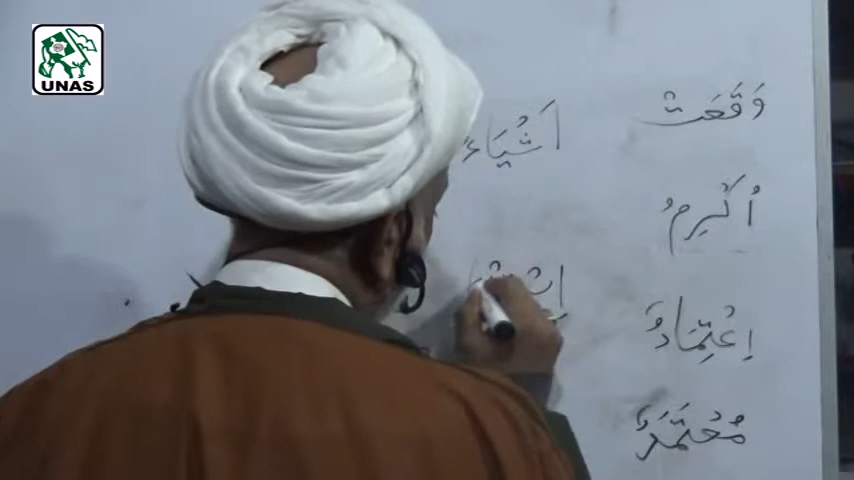 UNAS
وَقَعَتْ
أَشْيَاءَ
أُكْرِمُ
اِعْتِمَادُ
مُعْتَمَدٌ